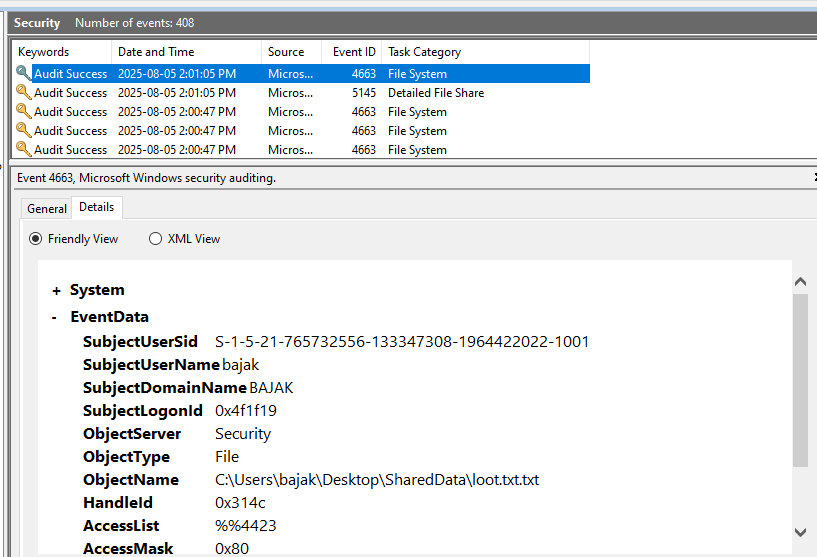 Security Number of events: 408
Keywords Date and Time Source Event ID Task Category
Audit Success 2025-08-05 2:01:05 PM Micros... 4663 File System
Audit Success 2025-08-05 2:01:05 PM Micros... 5145 Detailed File Share
Audit Success 2025-08-05 2:00:47 PM Micros... 4663 File System
Audit Success 2025-08-05 2:00:47 PM Micros... 4663 File System
Audit Success 2025-08-05 2:00:47 PM Micros... 4663 File System
Event 4663, Microsoft Windows security auditing.
General Details
Friendly View XML View
+ System
- EventData
SubjectUserSid S-1-5-21-765732556-133347308-1964422022-1001
SubjectUserName bajak
SubjectDomainName BAJAK
SubjectLogonId 0x4f1f19
ObjectServer Security
ObjectType File
ObjectName C:\Users\bajak\Desktop\SharedData\loot.txt.txt
HandleId 0x314c
AccessList %%4423
AccessMask 0x80